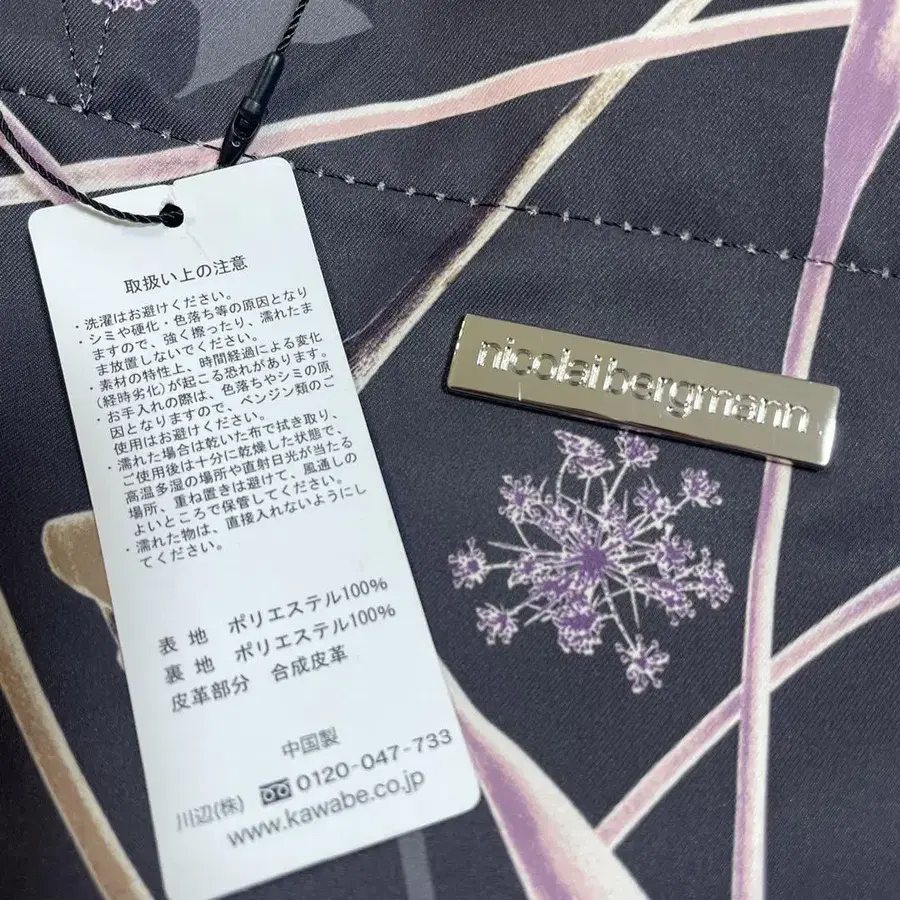 取扱い上の注意
・洗濯はお避けください。
・シミや硬化・色落ち等の原因となり
ますので、強く擦ったり、濡れたま
ま放置しないでください。
・素材の特性上、時間経過による変化
(経時劣化)が起こる恐れがあります。
・お手入れの際は、色落ちやシミの原
因となりますので、ベンジン類のご
使用はお避けください。
・濡れた場合は乾いた布で拭き取り、
ご使用後は十分に乾燥した状態で、
高温多湿の場所や直射日光が当たる
場所、重ね置きは避けて、風通しの
よいところで保管してください。
・濡れた物は、直接入れないようにし
てください。
表 地 ポリエステル100%
裏 地 ポリエステル100%
皮革部分 合成皮革
中国製
川辺(株) 0120-047-733
www.kawabe.co.jp
nicolai bergmann